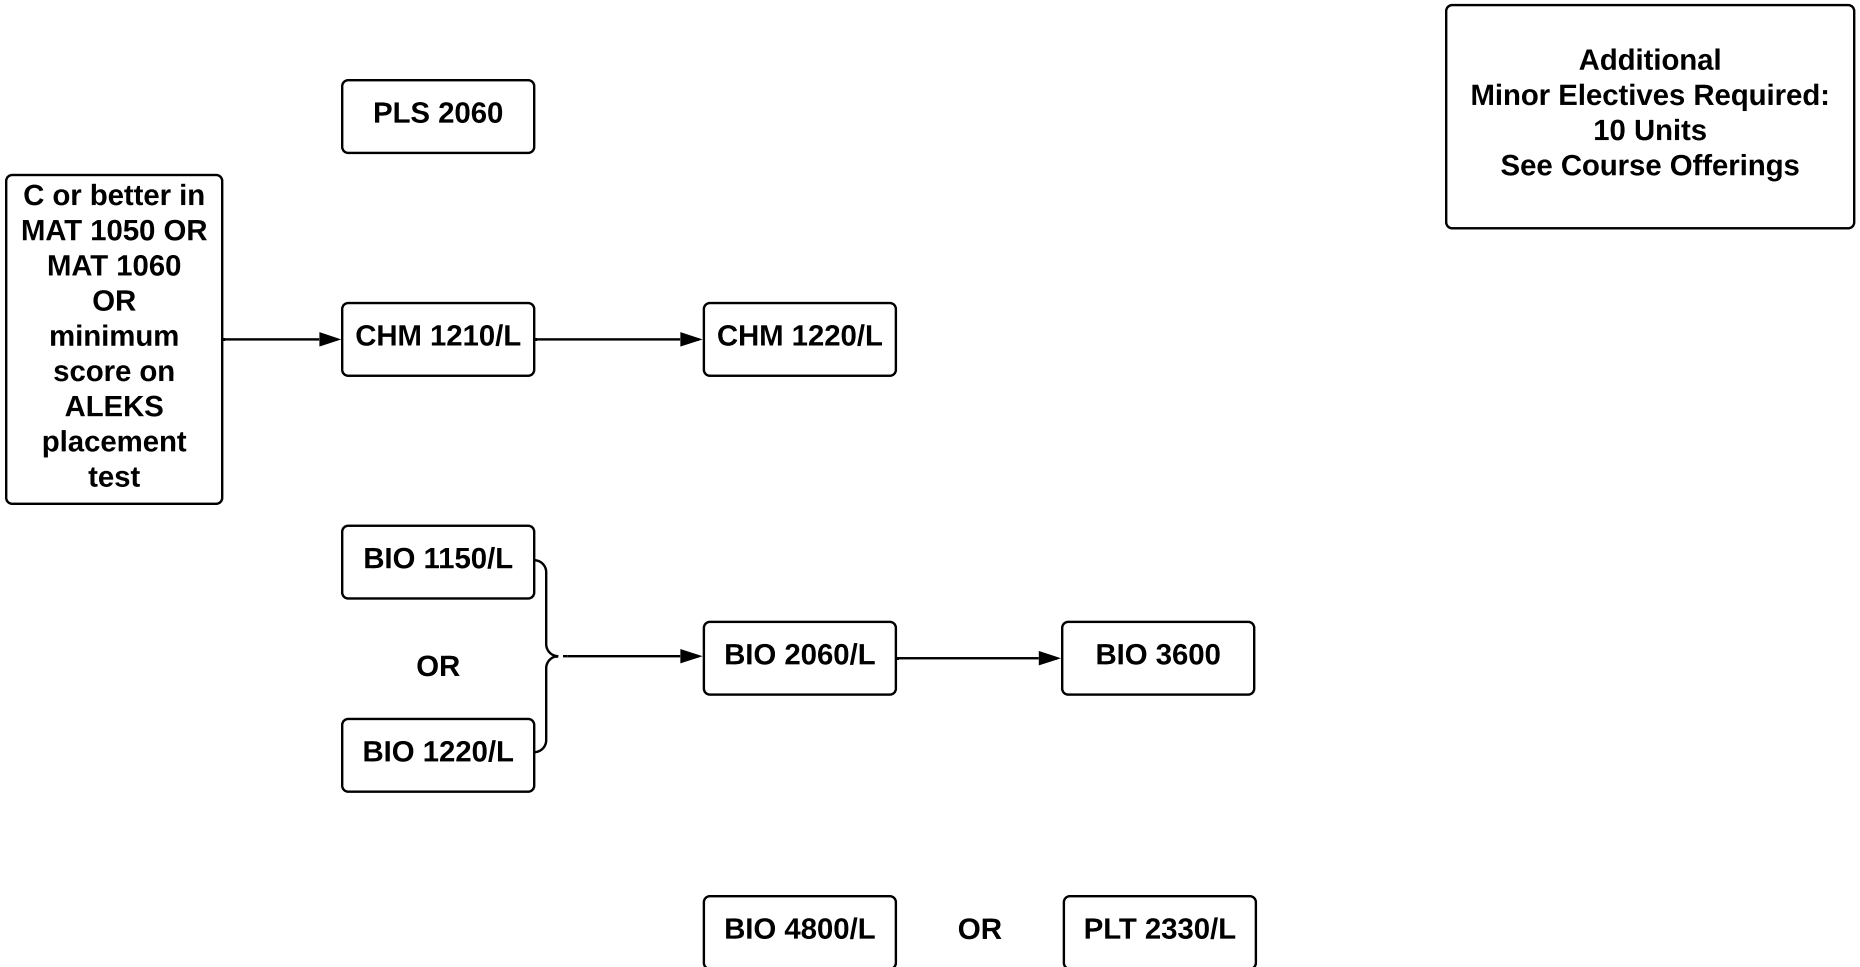 Additional
Minor Electives Required:
10 Units
See Course Offerings
PLS 2060
C or better in
MAT 1050 OR
MAT 1060
OR
minimum
score on
ALEKS
placement
test
CHM 1210/L
CHM 1220/L
BIO 1150/L
OR
BIO 1220/L
BIO 2060/L
BIO 3600
BIO 4800/L
OR
PLT 2330/L